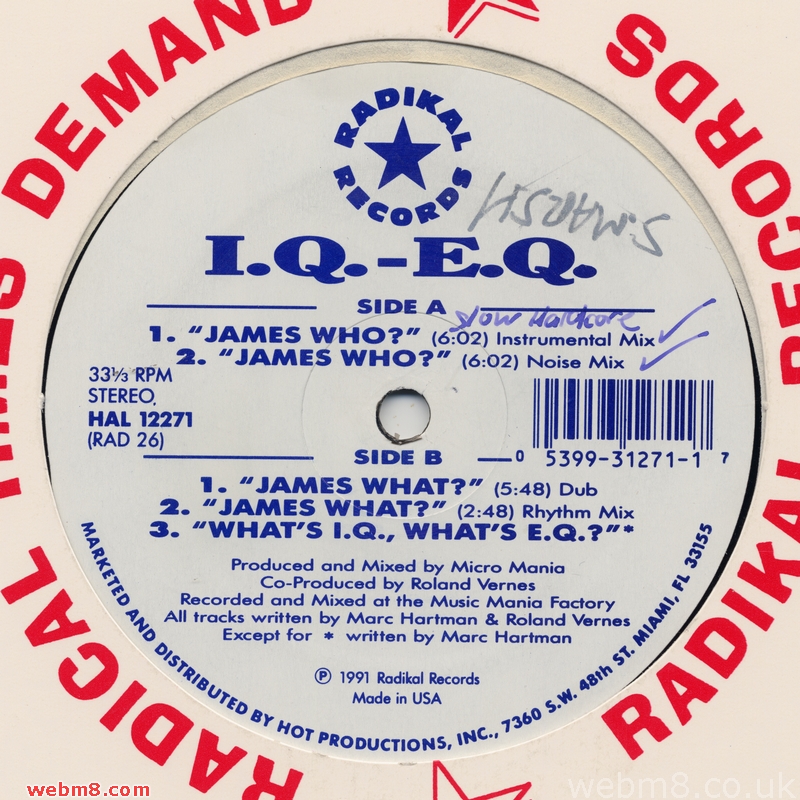 RADICAL TIMES DEMAND
RADIKAL RECORDS
RADIKAL
RECORDS
I.Q.-E.Q.
SIDE A
slow Hardcore
1. “JAMES WHO?” (6:02) Instrumental Mix
2. “JAMES WHO?” (6:02) Noise Mix
33⅓ RPM
STEREO
HAL 12271
(RAD 26)
0 5399-31271-1 7
SIDE B
1. “JAMES WHAT?” (5:48) Dub
2. “JAMES WHAT?” (2:48) Rhythm Mix
3. “WHAT'S I.Q., WHAT'S E.Q.?”*
Produced and Mixed by Micro Mania
Co-Produced by Roland Vernes
Recorded and Mixed at the Music Mania Factory
All tracks written by Marc Hartman & Roland Vernes
Except for * written by Marc Hartman
℗ 1991 Radikal Records
Made in USA
MARKETED AND DISTRIBUTED BY HOT PRODUCTIONS, INC., 7360 S.W. 48th ST. MIAMI, FL 33155
webm8.com
webm8.co.uk